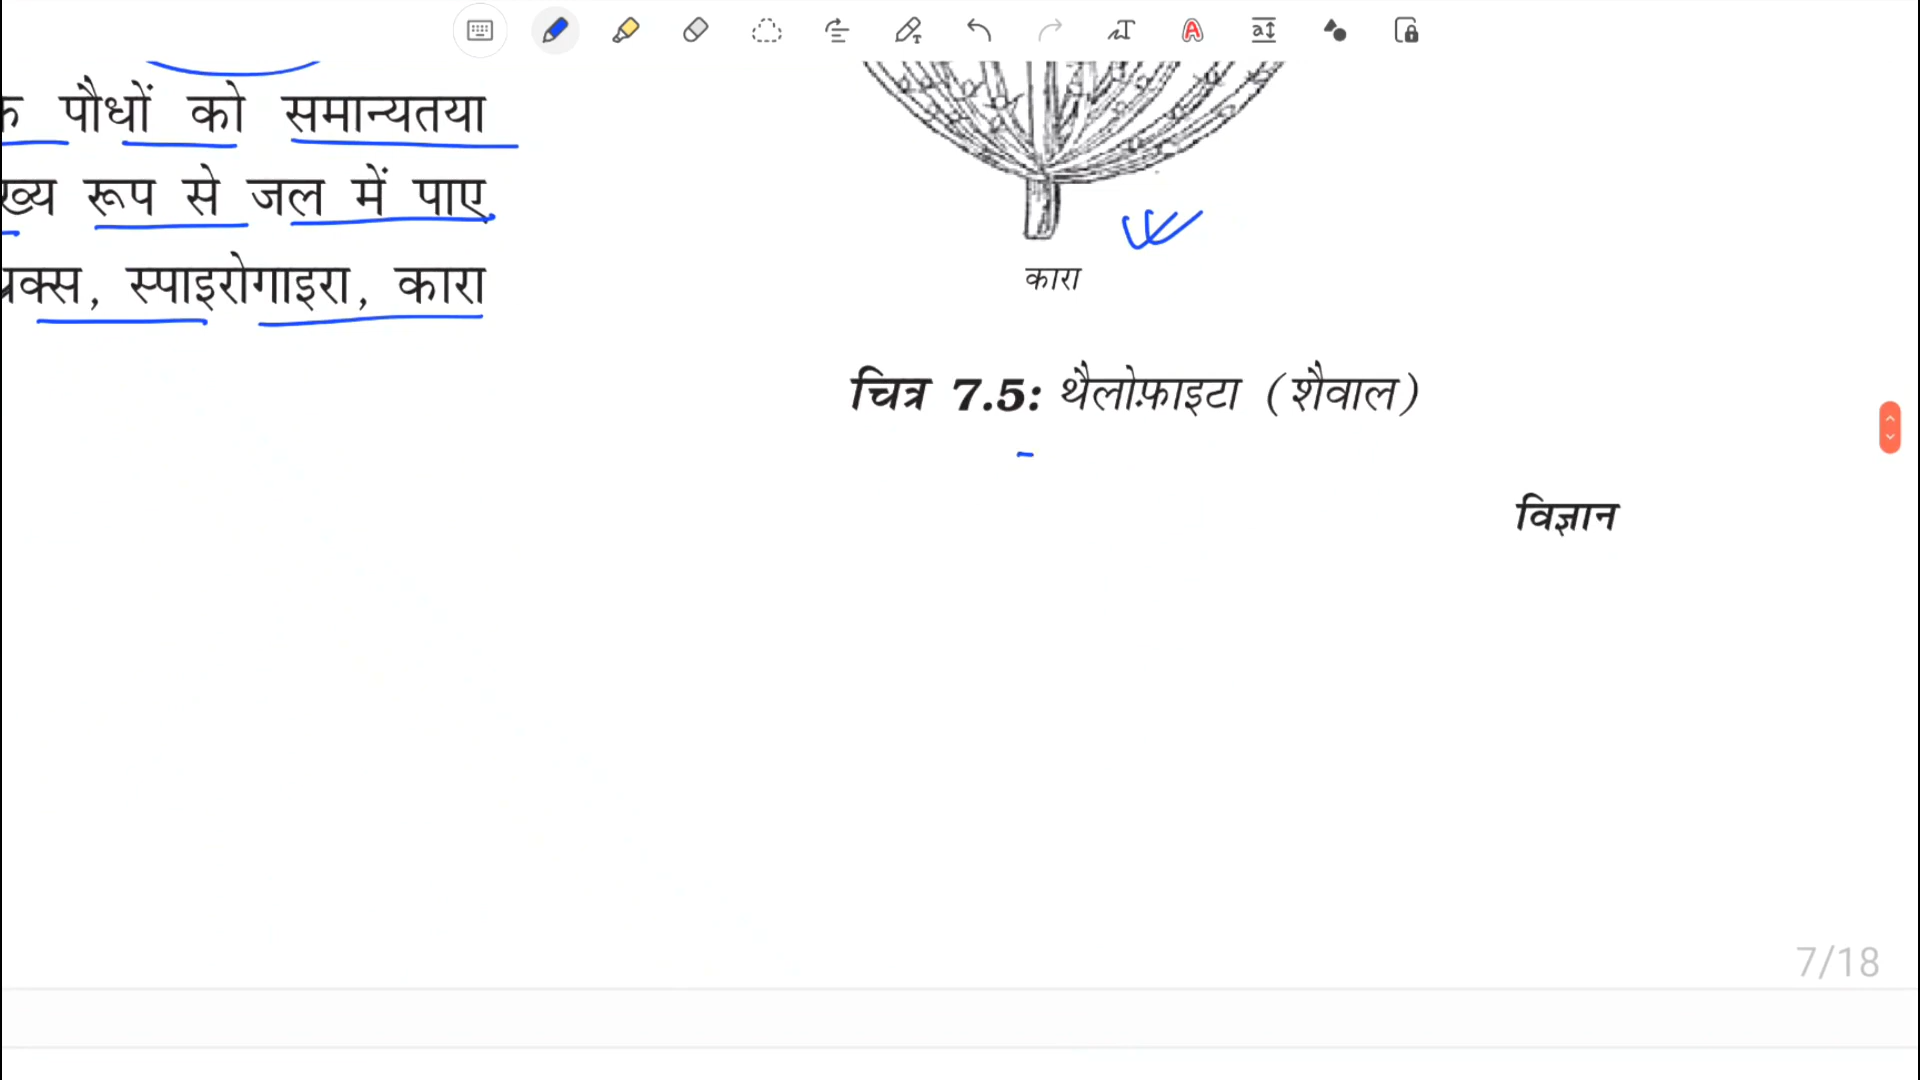 पौधों को समान्यतया
रूप से जल में पाए
स्पाइरोगाइरा, कारा
कारा
चित्र 7.5: थैलोफ़ाइटा (शैवाल)
विज्ञान
7/18